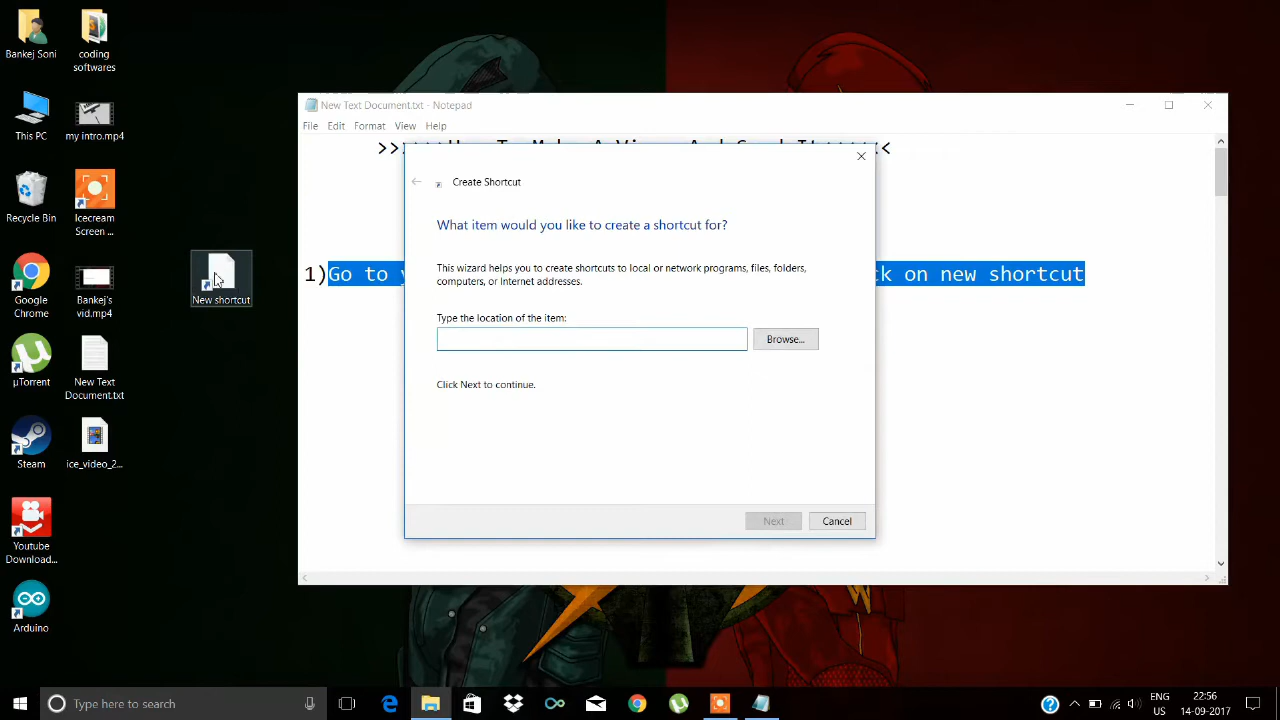 Bankej Soni
coding
softwares
This PC
my intro.mp4
Recycle Bin
Icecream
Screen ...
Google
Chrome
Bankej's
vid.mp4
µTorrent
New Text
Document.txt
Steam
ice_video_2...
Youtube
Download...
Arduino
New shortcut
New Text Document.txt - Notepad
File Edit Format View Help
1)Go to
ck on new shortcut
Create Shortcut
What item would you like to create a shortcut for?
This wizard helps you to create shortcuts to local or network programs, files, folders,
computers, or Internet addresses.
Type the location of the item:
Browse...
Click Next to continue.
Next
Cancel
Type here to search
ENG
US
22:56
14-09-2017